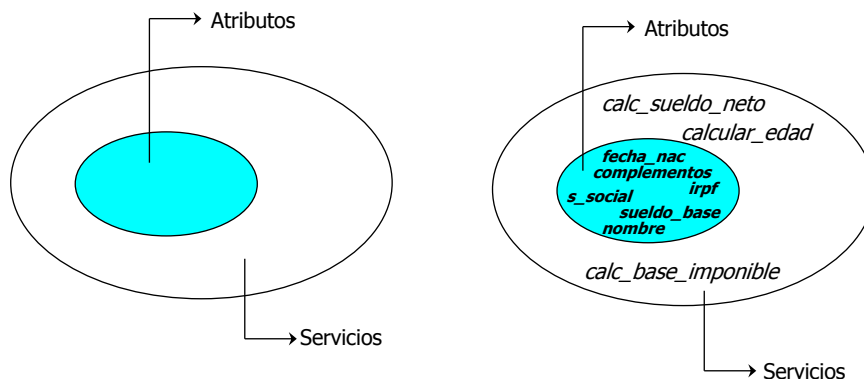 Atributos
Servicios
Atributos
calc_sueldo_neto
calcular_edad
fecha_nac
complementos
irpf
s_social
sueldo_base
nombre
calc_base_imponible
Servicios